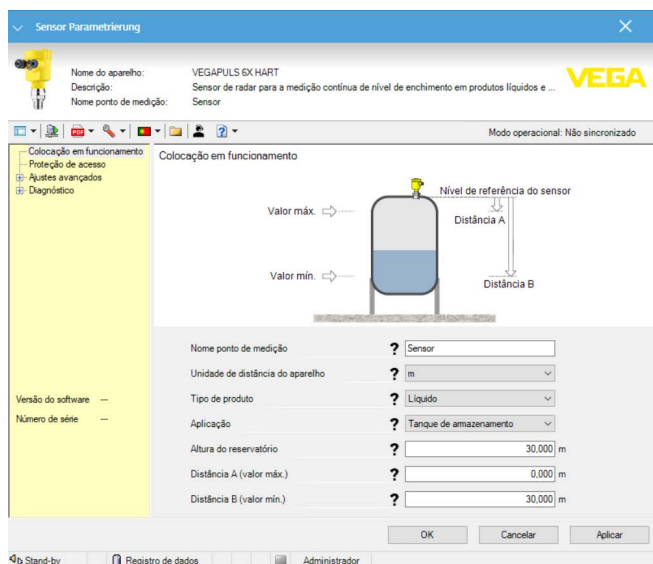 Sensor Parametrierung
Nome do aparelho: VEGAPULS 6X HART
Descrição: Sensor de radar para a medição contínua de nível de enchimento em produtos líquidos e ...
Nome ponto de medição: Sensor
VEGA
PDF
Modo operacional: Não sincronizado
Colocação em funcionamento
Proteção de acesso
Ajustes avançados
Diagnóstico
Versão do software ---
Número de série ---
Colocação em funcionamento
Nível de referência do sensor
Valor máx.
Distância A
Valor mín.
Distância B
Nome ponto de medição ? Sensor
Unidade de distância do aparelho ? m
Tipo de produto ? Líquido
Aplicação ? Tanque de armazenamento
Altura do reservatório ? 30,000 m
Distância A (valor máx.) ? 0,000 m
Distância B (valor mín.) ? 30,000 m
OK Cancelar Aplicar
Stand-by Registro de dados Administrador